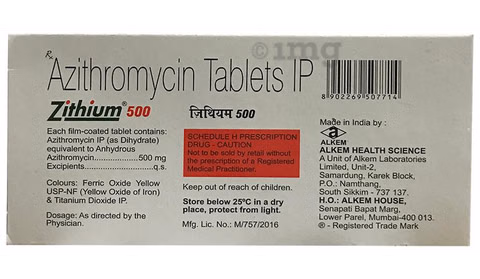 1mg
Rx Azithromycin Tablets IP
Zithium® 500
जिथियम 500
8 902269 507714
Each film-coated tablet contains:
Azithromycin IP (as Dihydrate)
equivalent to Anhydrous
Azithromycin....................500 mg
Excipients............................q.s.
Colours: Ferric Oxide Yellow
USP-NF (Yellow Oxide of Iron)
& Titanium Dioxide IP.
Dosage: As directed by the
Physician.
SCHEDULE H PRESCRIPTION
DRUG - CAUTION
Not to be sold by retail without
the prescription of a Registered
Medical Practitioner.
Keep out of reach of children.
Store below 25ºC in a dry
place, protect from light.
Mfg. Lic. No.: M/757/2016
Made in India by :
a
ALKEM
ALKEM HEALTH SCIENCE
A Unit of Alkem Laboratories
Limited, Unit-2,
Samardung, Karek Block,
P.O.: Namthang,
South Sikkim - 737 137.
H.O.: ALKEM HOUSE,
Senapati Bapat Marg,
Lower Parel, Mumbai-400 013.
® - Registered Trade Mark